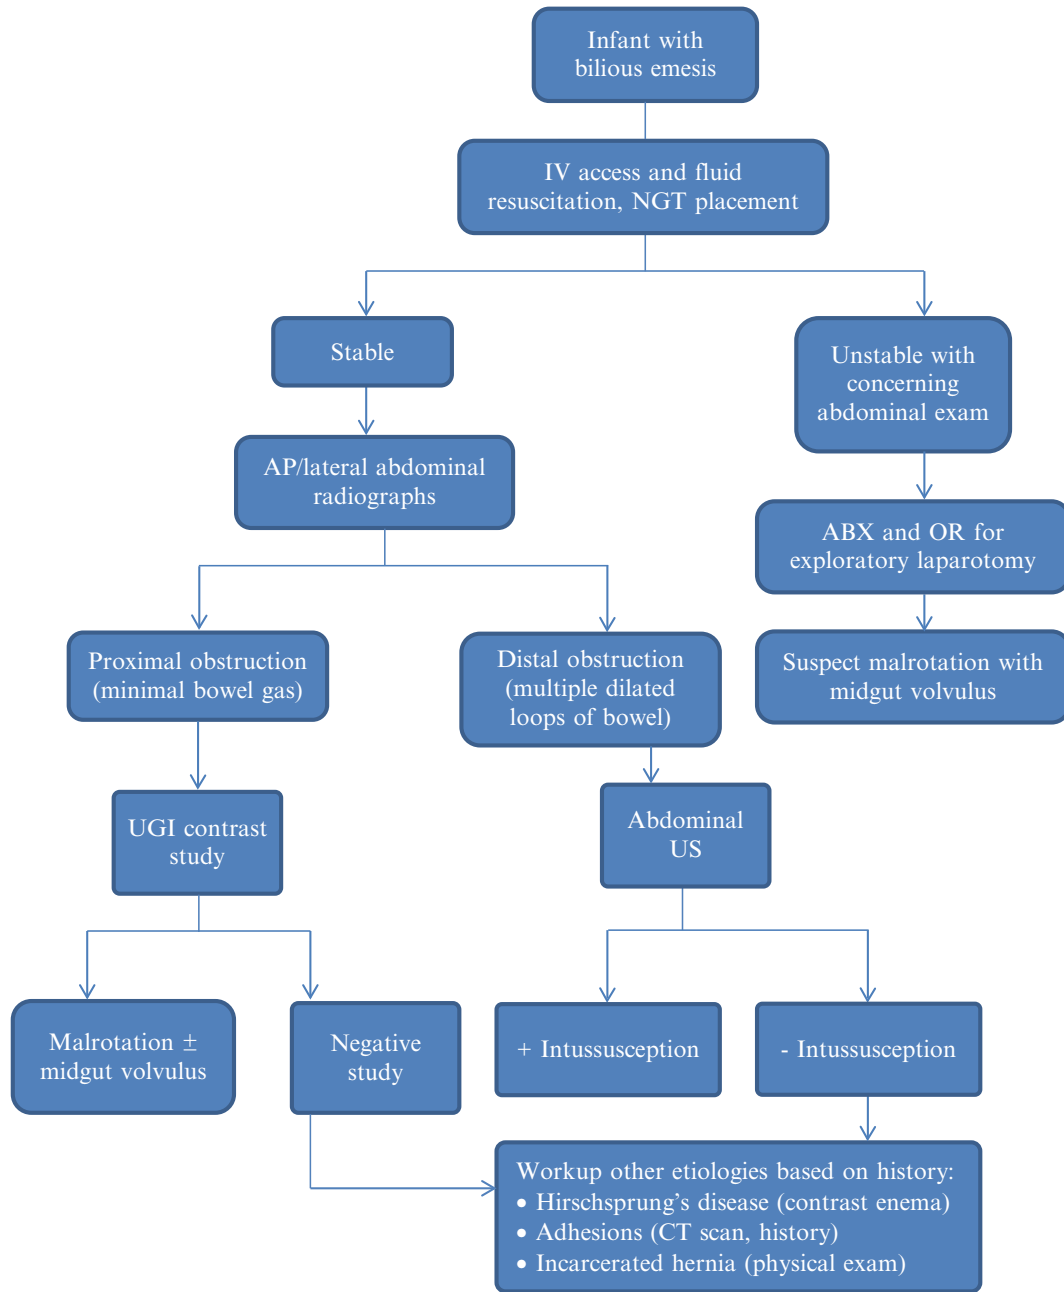 Infant with
bilious emesis
IV access and fluid
resuscitation, NGT placement
Stable
Unstable with
concerning
abdominal exam
AP/lateral abdominal
radiographs
ABX and OR for
exploratory laparotomy
Proximal obstruction
(minimal bowel gas)
Distal obstruction
(multiple dilated
loops of bowel)
Suspect malrotation with
midgut volvulus
UGI contrast
study
Abdominal
US
Malrotation ±
midgut volvulus
Negative
study
+ Intussusception
- Intussusception
Workup other etiologies based on history:
• Hirschsprung’s disease (contrast enema)
• Adhesions (CT scan, history)
• Incarcerated hernia (physical exam)